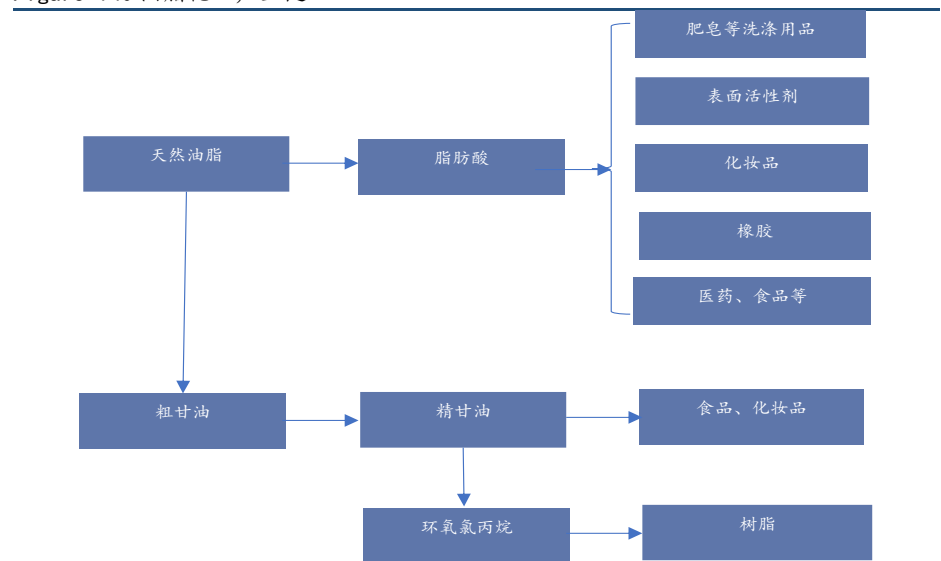 肥皂等洗涤用品
表面活性剂
天然油脂
脂肪酸
化妆品
橡胶
医药、食品等
粗甘油
精甘油
食品、化妆品
环氧氯丙烷
树脂